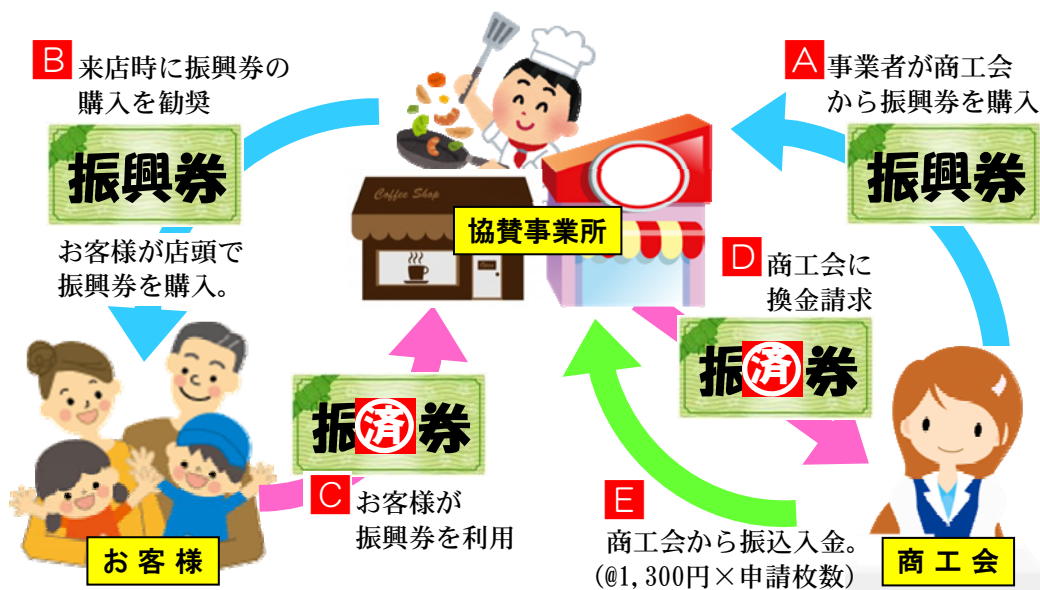 B
来店時に振興券の
購入を勧奨
振興券
お客様が店頭で
振興券を購入。
A
事業者が商工会
から振興券を購入
振興券
Coffee Shop
協賛事業所
D
商工会に
換金請求
振済券
振済券
C
お客様が
振興券を利用
E
商工会から振込入金。
(@1,300円×申請枚数)
お客様
商工会